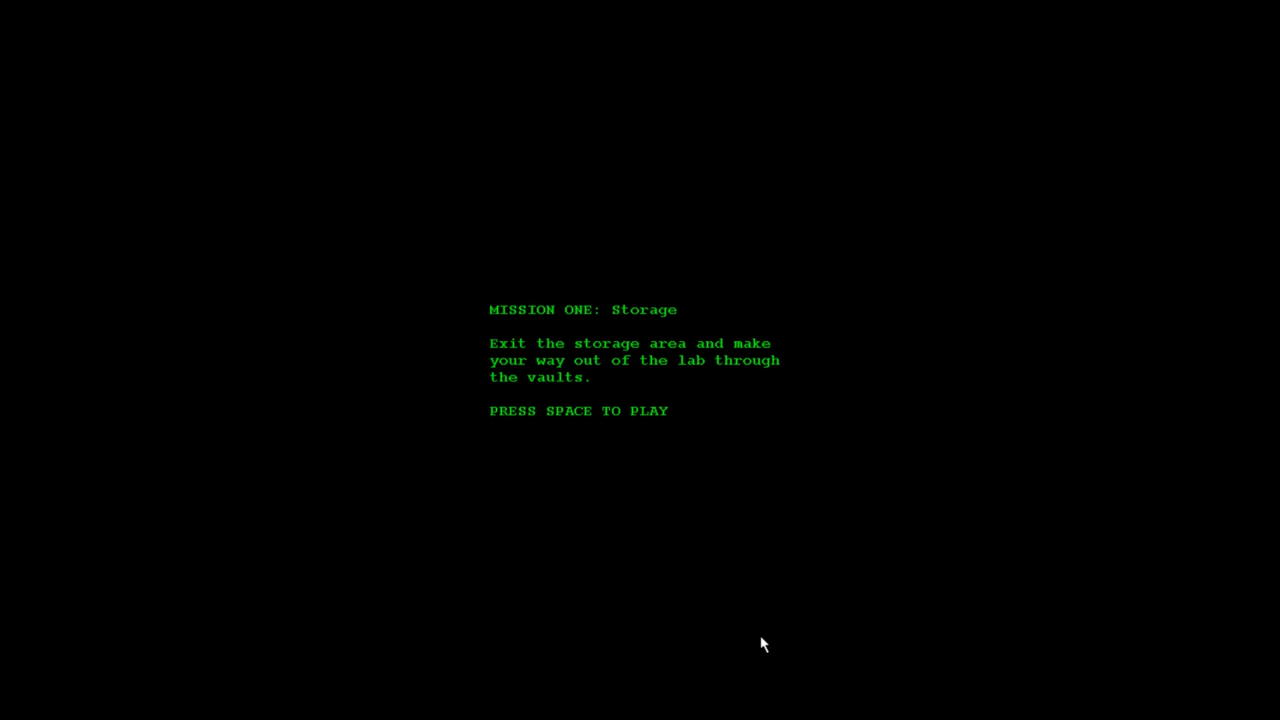 MISSION ONE: Storage
Exit the storage area and make
your way out of the lab through
the vaults.
PRESS SPACE TO PLAY